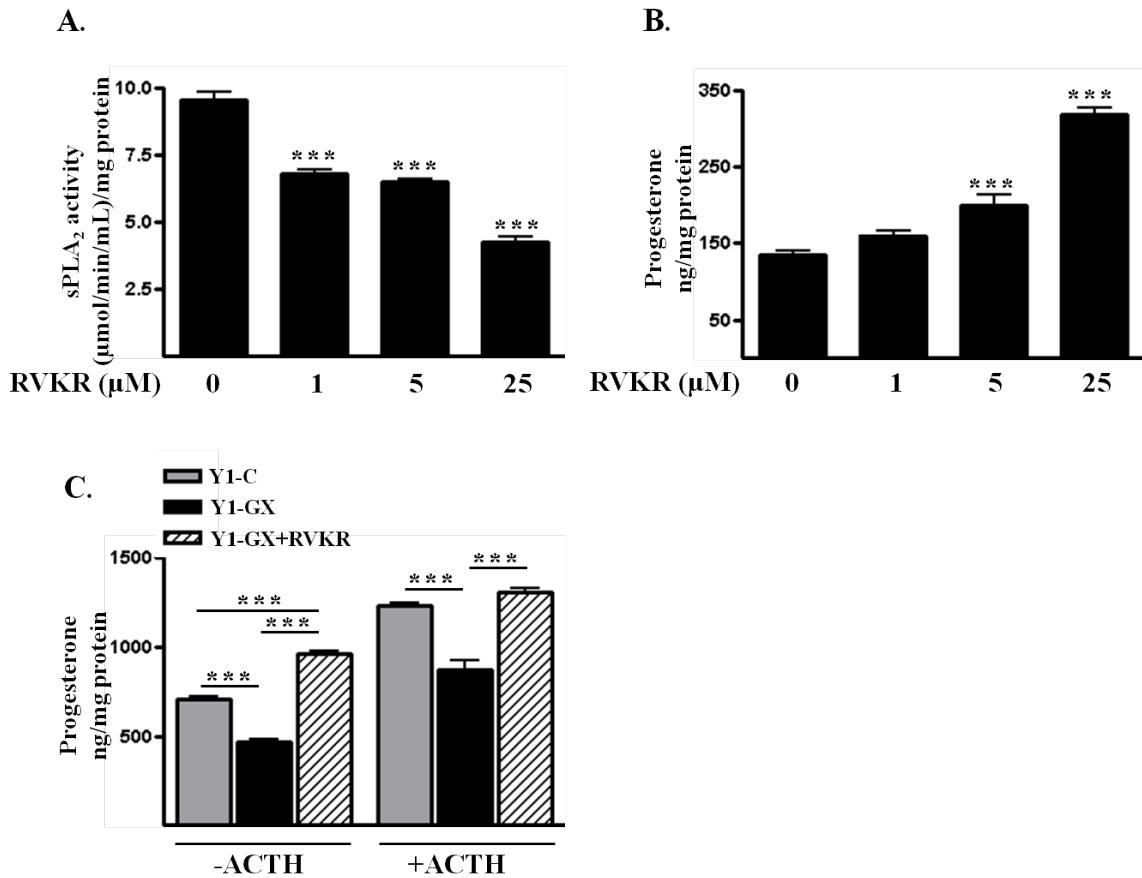 A.
10.0
7.5
5.0
2.5
sPLA₂ activity
(µmol/min/mL)/mg protein
***
***
***
RVKR (µM) 0 1 5 25
B.
350
250
150
50
Progesterone
ng/mg protein
***
***
RVKR (µM) 0 1 5 25
C.
Y1-C
Y1-GX
Y1-GX+RVKR
1500
1000
500
Progesterone
ng/mg protein
***
***
***
***
***
-ACTH +ACTH